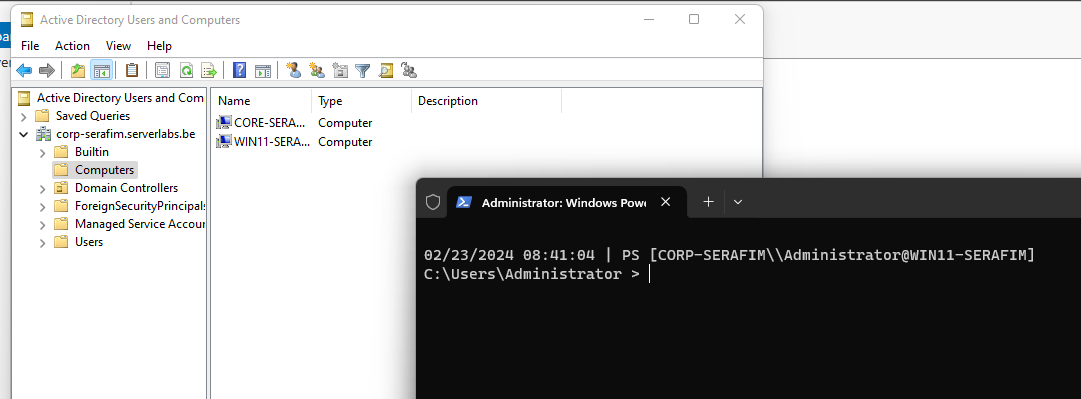 Active Directory Users and Computers
File Action View Help
Active Directory Users and Com
Saved Queries
corp-serafim.serverlabs.be
Builtin
Computers
Domain Controllers
ForeignSecurityPrincipals
Managed Service Accour
Users
Name Type Description
CORE-SERA... Computer
WIN11-SERA... Computer
Administrator: Windows Powe
02/23/2024 08:41:04 | PS [CORP-SERAFIM\\Administrator@WIN11-SERAFIM]
C:\Users\Administrator >